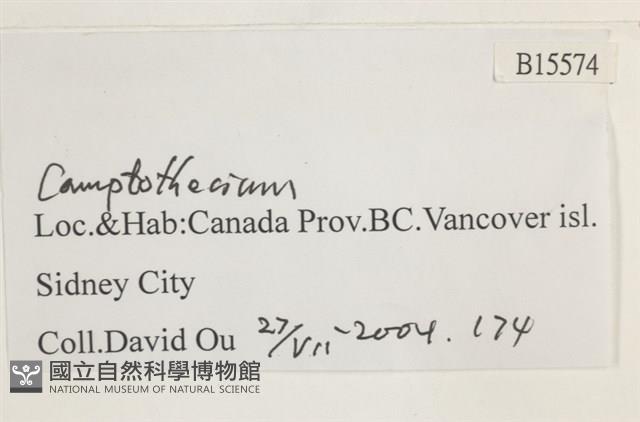 B15574
Camptothecium
Loc.&Hab:Canada Prov.BC.Vancover isl.
Sidney City
Coll.David Ou 27/VII-2004. 174
國立自然科學博物館
NATIONAL MUSEUM OF NATURAL SCIENCE